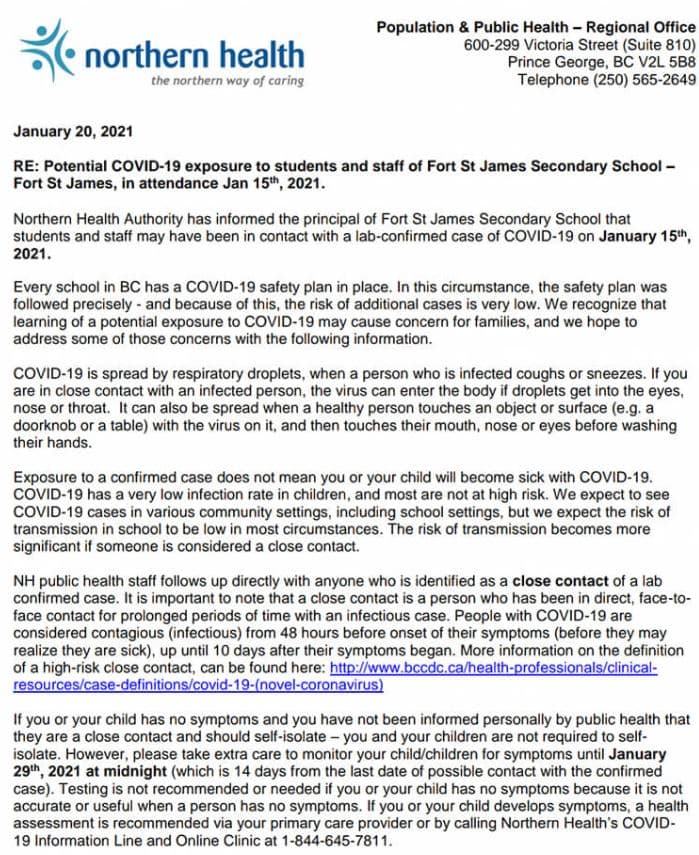 northern health
the northern way of caring
Population & Public Health – Regional Office
600-299 Victoria Street (Suite 810)
Prince George, BC V2L 5B8
Telephone (250) 565-2649
January 20, 2021
RE: Potential COVID-19 exposure to students and staff of Fort St James Secondary School –
Fort St James, in attendance Jan 15th, 2021.
Northern Health Authority has informed the principal of Fort St James Secondary School that
students and staff may have been in contact with a lab-confirmed case of COVID-19 on January 15th,
2021.
Every school in BC has a COVID-19 safety plan in place. In this circumstance, the safety plan was
followed precisely - and because of this, the risk of additional cases is very low. We recognize that
learning of a potential exposure to COVID-19 may cause concern for families, and we hope to
address some of those concerns with the following information.
COVID-19 is spread by respiratory droplets, when a person who is infected coughs or sneezes. If you
are in close contact with an infected person, the virus can enter the body if droplets get into the eyes,
nose or throat. It can also be spread when a healthy person touches an object or surface (e.g. a
doorknob or a table) with the virus on it, and then touches their mouth, nose or eyes before washing
their hands.
Exposure to a confirmed case does not mean you or your child will become sick with COVID-19.
COVID-19 has a very low infection rate in children, and most are not at high risk. We expect to see
COVID-19 cases in various community settings, including school settings, but we expect the risk of
transmission in school to be low in most circumstances. The risk of transmission becomes more
significant if someone is considered a close contact.
NH public health staff follows up directly with anyone who is identified as a close contact of a lab
confirmed case. It is important to note that a close contact is a person who has been in direct, face-to-
face contact for prolonged periods of time with an infectious case. People with COVID-19 are
considered contagious (infectious) from 48 hours before onset of their symptoms (before they may
realize they are sick), up until 10 days after their symptoms began. More information on the definition
of a high-risk close contact, can be found here: http://www.bccdc.ca/health-professionals/clinical-
resources/case-definitions/covid-19-(novel-coronavirus)
If you or your child has no symptoms and you have not been informed personally by public health that
they are a close contact and should self-isolate – you and your children are not required to self-
isolate. However, please take extra care to monitor your child/children for symptoms until January
29th, 2021 at midnight (which is 14 days from the last date of possible contact with the confirmed
case). Testing is not recommended or needed if you or your child has no symptoms because it is not
accurate or useful when a person has no symptoms. If you or your child develops symptoms, a health
assessment is recommended via your primary care provider or by calling Northern Health's COVID-
19 Information Line and Online Clinic at 1-844-645-7811.